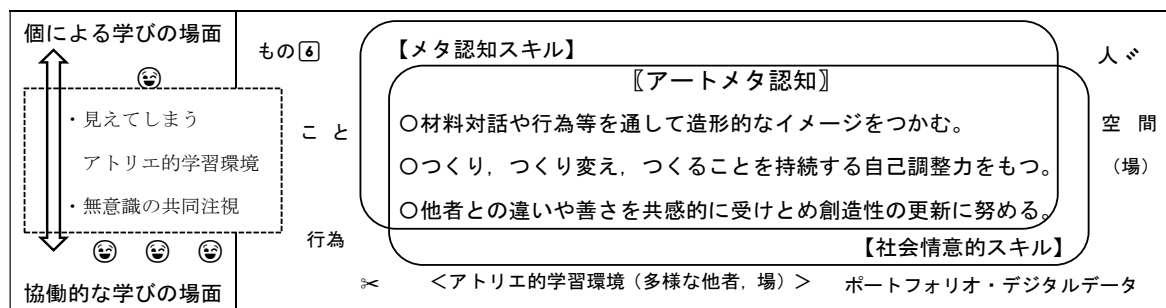 個による学びの場面
・見えてしまう
アトリエ的学習環境
・無意識の共同注視
協働的な学びの場面
もの6
こと
行為
【メタ認知スキル】
〖アートメタ認知〗
○材料対話や行為等を通して造形的なイメージをつかむ。
○つくり，つくり変え，つくることを持続する自己調整力をもつ。
○他者との違いや善さを共感的に受けとめ創造性の更新に努める。
【社会情意的スキル】
人
空間
（場）
＜アトリエ的学習環境（多様な他者，場）＞
ポートフォリオ・デジタルデータ